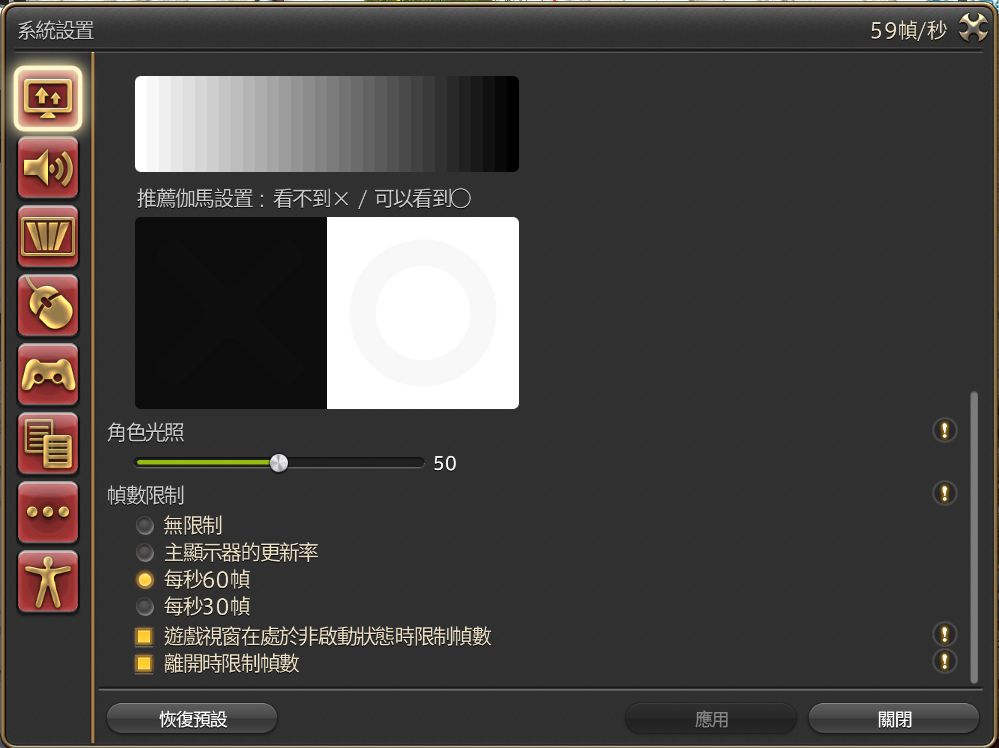 系統設置
59幀/秒
推薦伽馬設置：看不到× / 可以看到○
角色光照
50
幀數限制
無限制
主顯示器的更新率
每秒60幀
每秒30幀
遊戲視窗在處於非啟動狀態時限制幀數
離開時限制幀數
恢復預設
應用
關閉